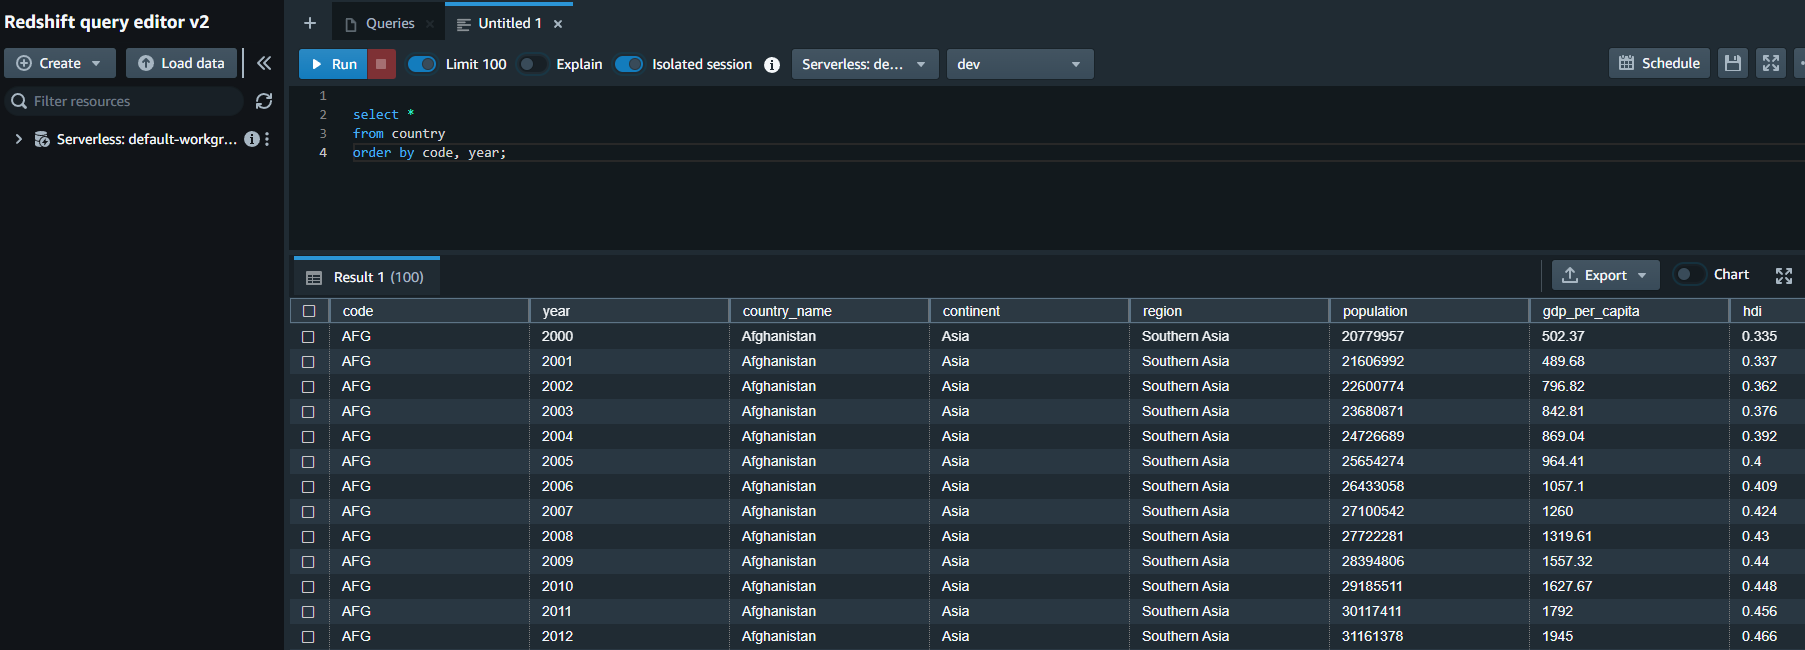 Redshift query editor v2
Create
Load data
Filter resources
Serverless: default-workgr...
Queries
Untitled 1
Run
Limit 100
Explain
Isolated session
Serverless: de...
dev
Schedule
1
2 select *
3 from country
4 order by code, year;
Result 1 (100)
Export
Chart
code year country_name continent region population gdp_per_capita hdi
AFG 2000 Afghanistan Asia Southern Asia 20779957 502.37 0.335
AFG 2001 Afghanistan Asia Southern Asia 21606992 489.68 0.337
AFG 2002 Afghanistan Asia Southern Asia 22600774 796.82 0.362
AFG 2003 Afghanistan Asia Southern Asia 23680871 842.81 0.376
AFG 2004 Afghanistan Asia Southern Asia 24726689 869.04 0.392
AFG 2005 Afghanistan Asia Southern Asia 25654274 964.41 0.4
AFG 2006 Afghanistan Asia Southern Asia 26433058 1057.1 0.409
AFG 2007 Afghanistan Asia Southern Asia 27100542 1260 0.424
AFG 2008 Afghanistan Asia Southern Asia 27722281 1319.61 0.43
AFG 2009 Afghanistan Asia Southern Asia 28394806 1557.32 0.44
AFG 2010 Afghanistan Asia Southern Asia 29185511 1627.67 0.448
AFG 2011 Afghanistan Asia Southern Asia 30117411 1792 0.456
AFG 2012 Afghanistan Asia Southern Asia 31161378 1945 0.466